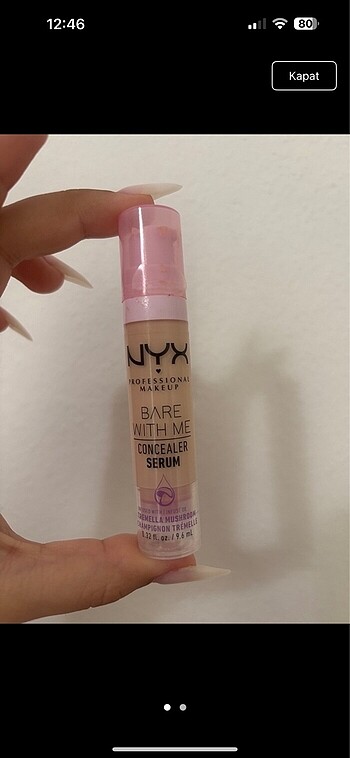 12:46
80
Kapat
NYX
PROFESSIONAL
MAKEUP
BARE
WITH ME
CONCEALER
SERUM
TREMELLA MUSHROOM
CHAMPIGNON TRÉMELLE
0.32 fl. oz. / 9.6 mL